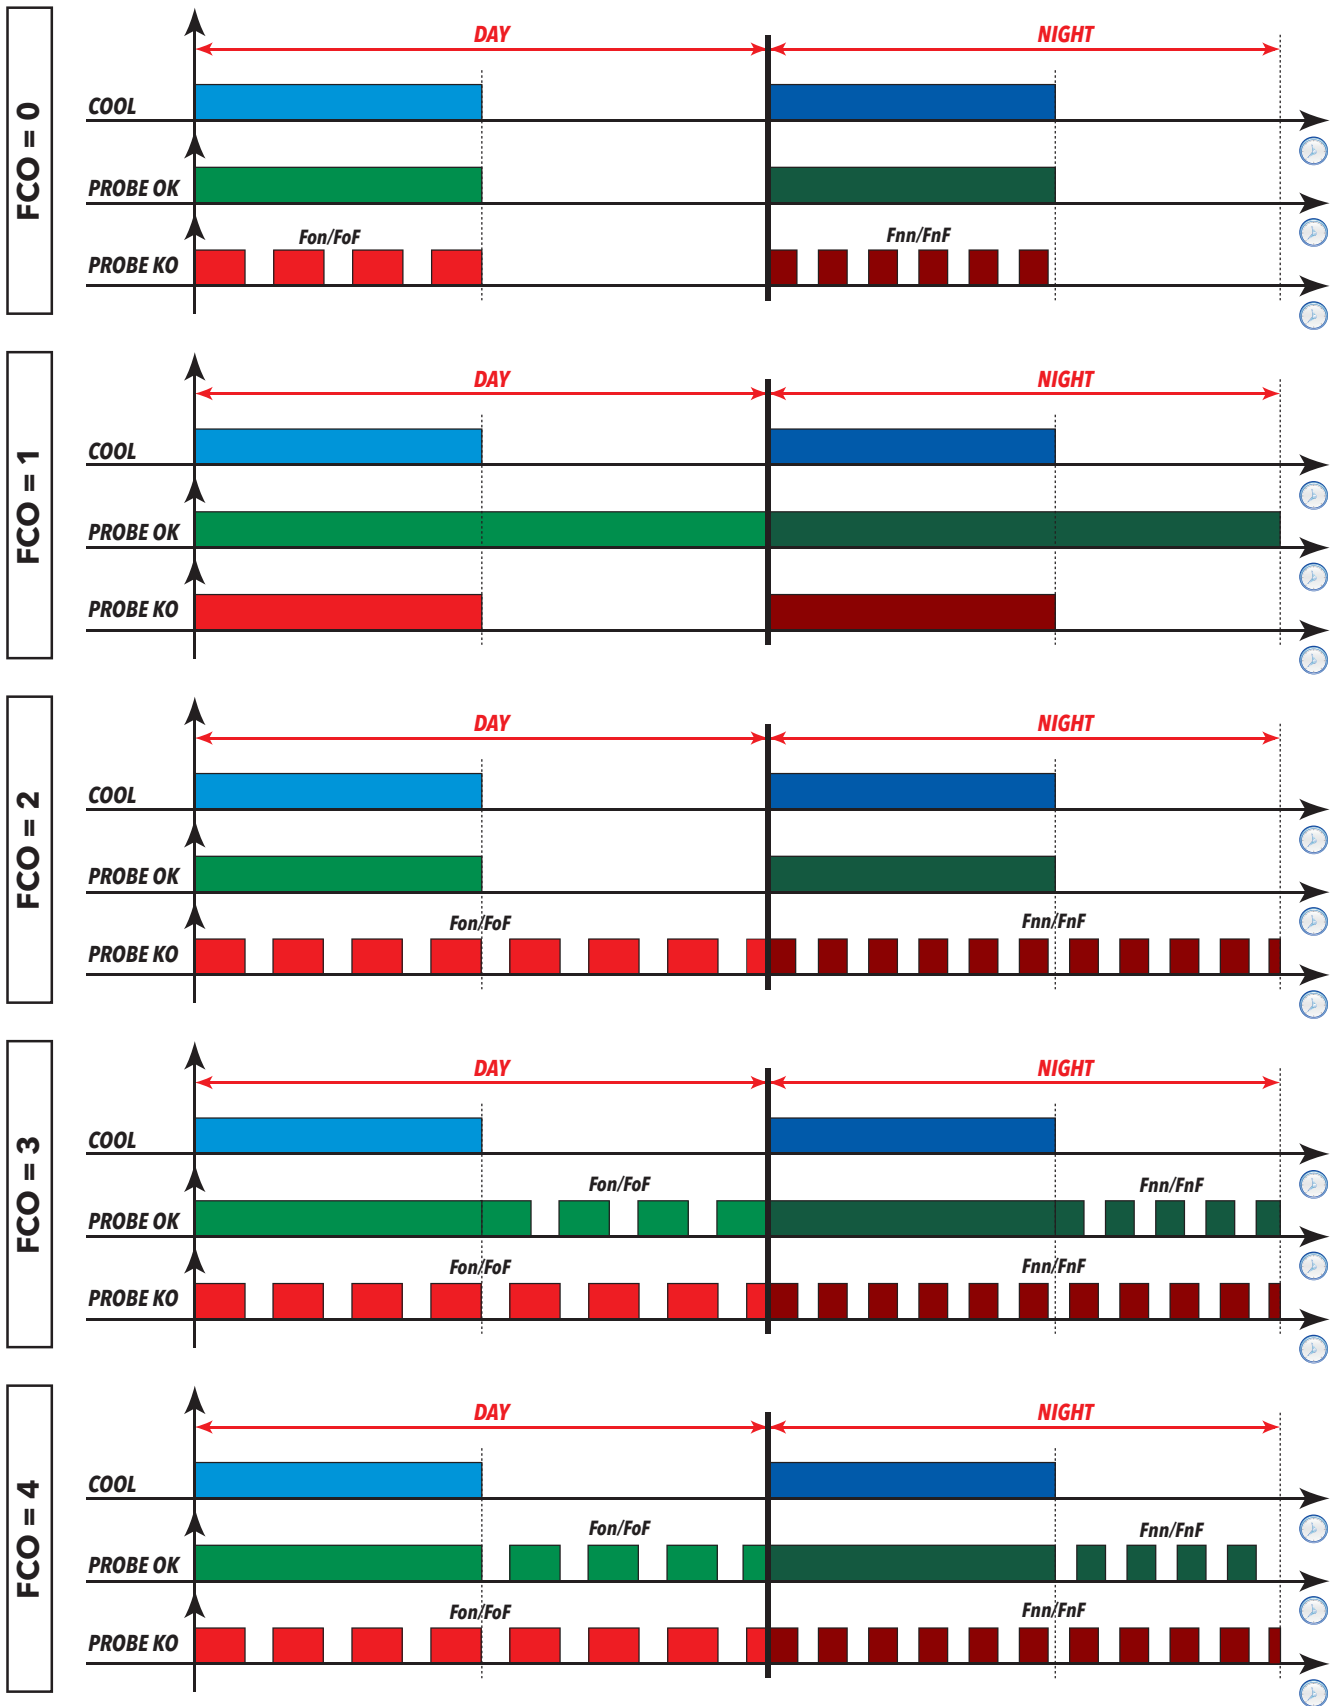 FCO = 0
DAY NIGHT
COOL
PROBE OK
Fon/FoF Fnn/FnF
PROBE KO
FCO = 1
DAY NIGHT
COOL
PROBE OK
PROBE KO
FCO = 2
DAY NIGHT
COOL
PROBE OK
Fon/FoF Fnn/FnF
PROBE KO
FCO = 3
DAY NIGHT
COOL
Fon/FoF Fnn/FnF
PROBE OK
Fon/FoF Fnn/FnF
PROBE KO
FCO = 4
DAY NIGHT
COOL
Fon/FoF Fnn/FnF
PROBE OK
Fon/FoF Fnn/FnF
PROBE KO